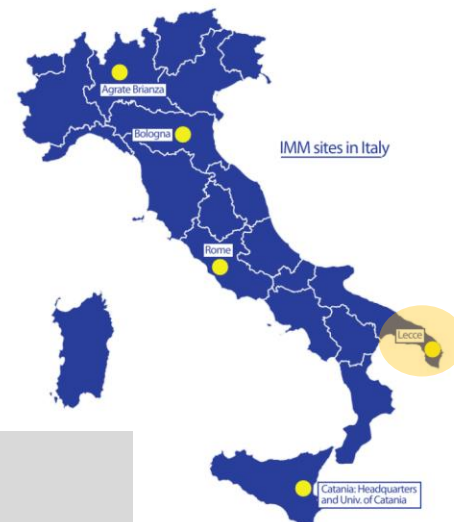 Agrate Brianza
Bologna
IMM sites in Italy
Rome
Lecce
Catania: Headquarters
and Univ. of Catania